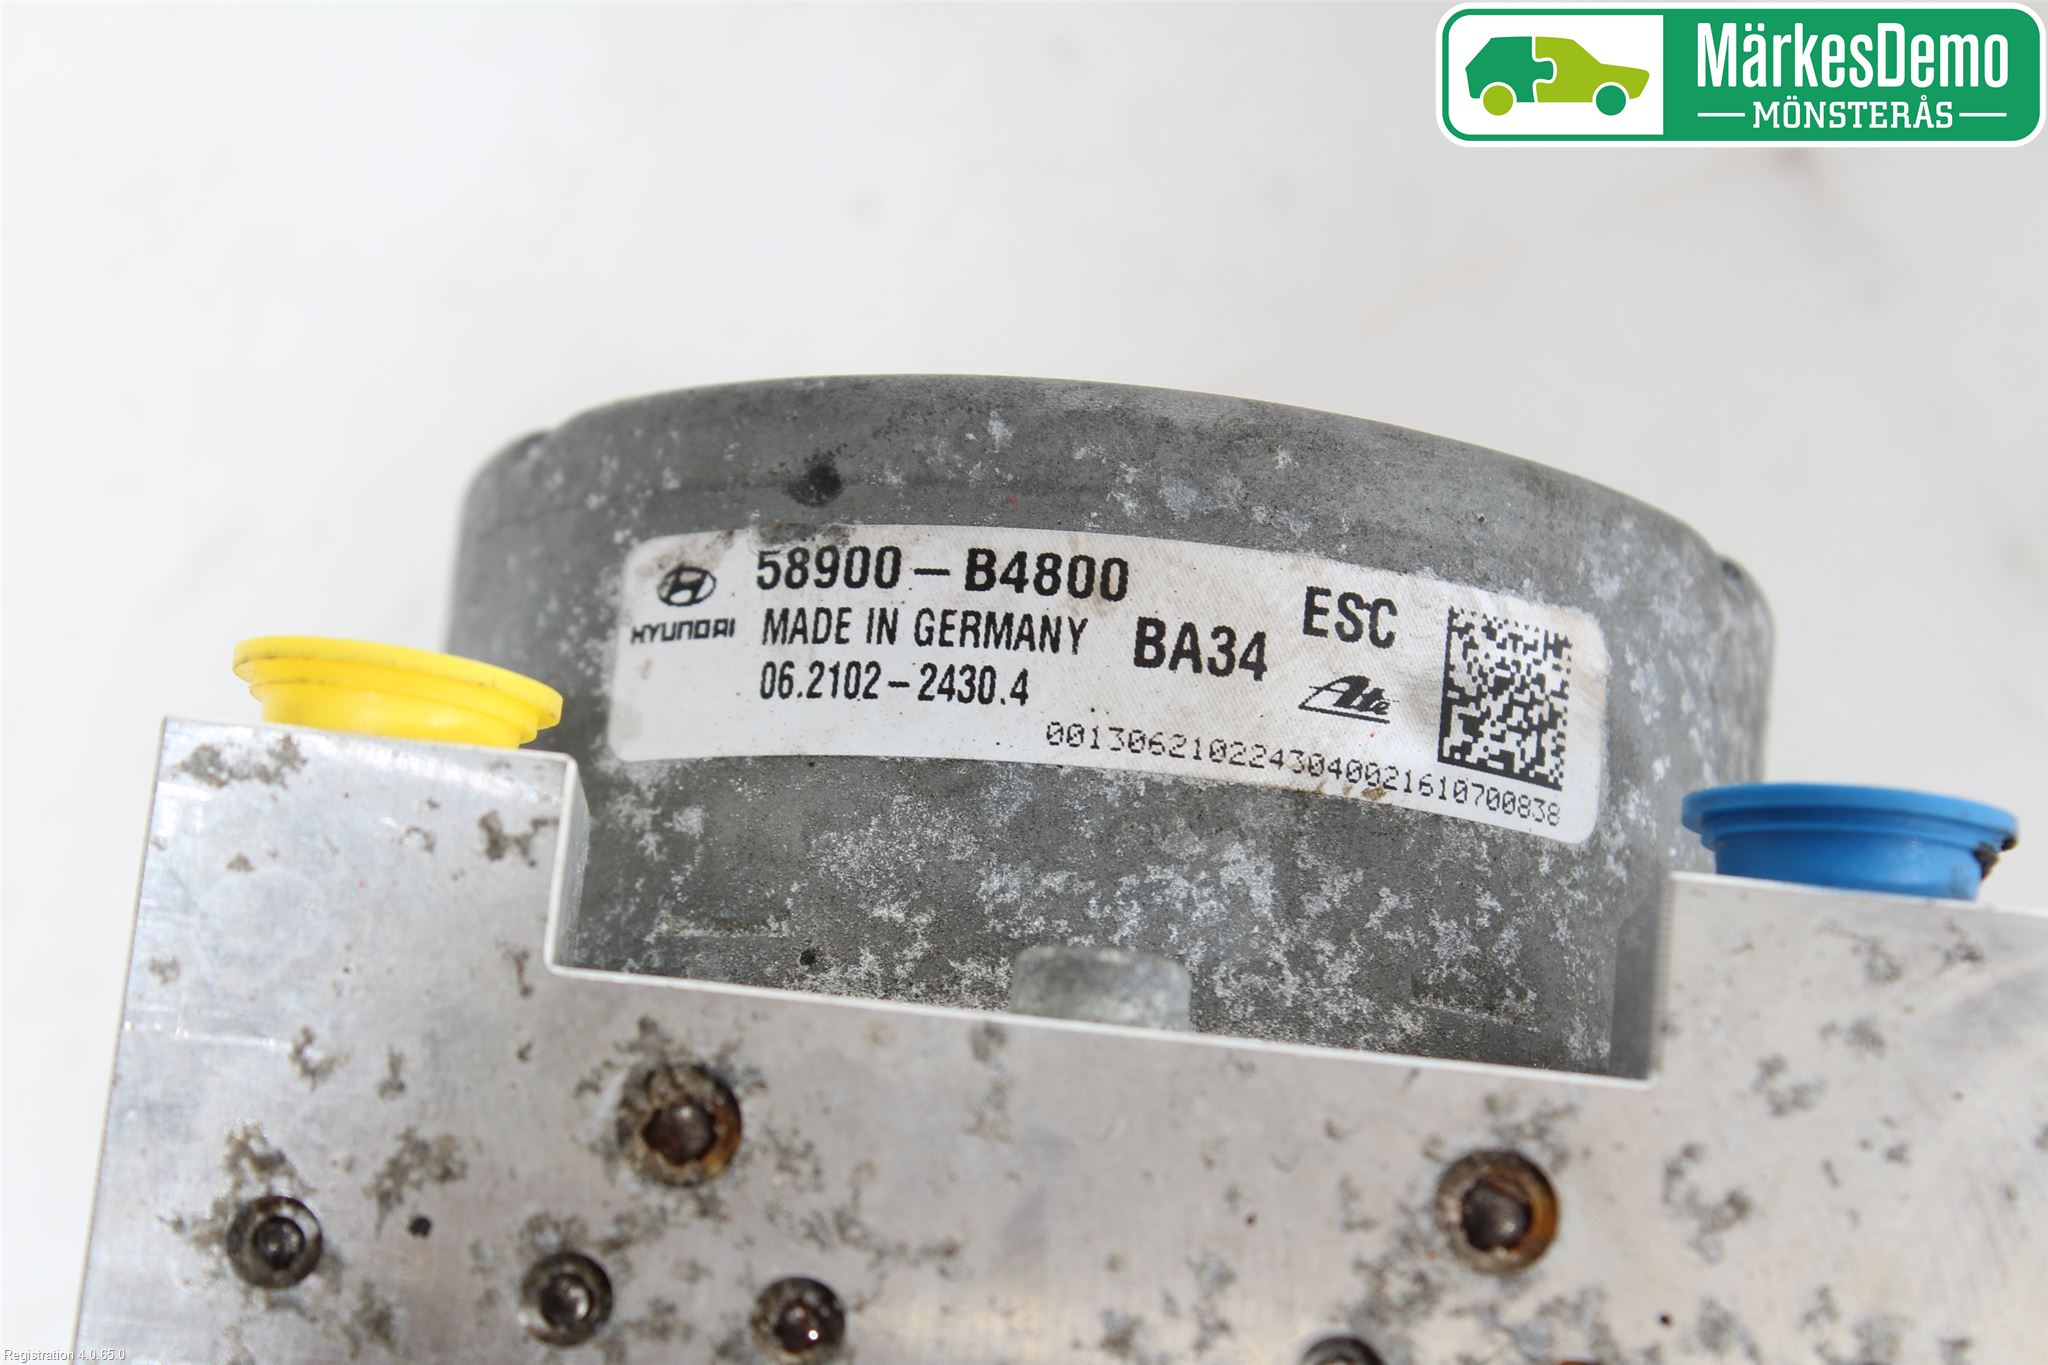 MärkesDemo
MÖNSTERÅS
58900-B4800
HYUNDAI
MADE IN GERMANY
BA34
ESC
06.2102-2430.4
Ate
0013062102243040021610700838
Registration 4.0.65.0